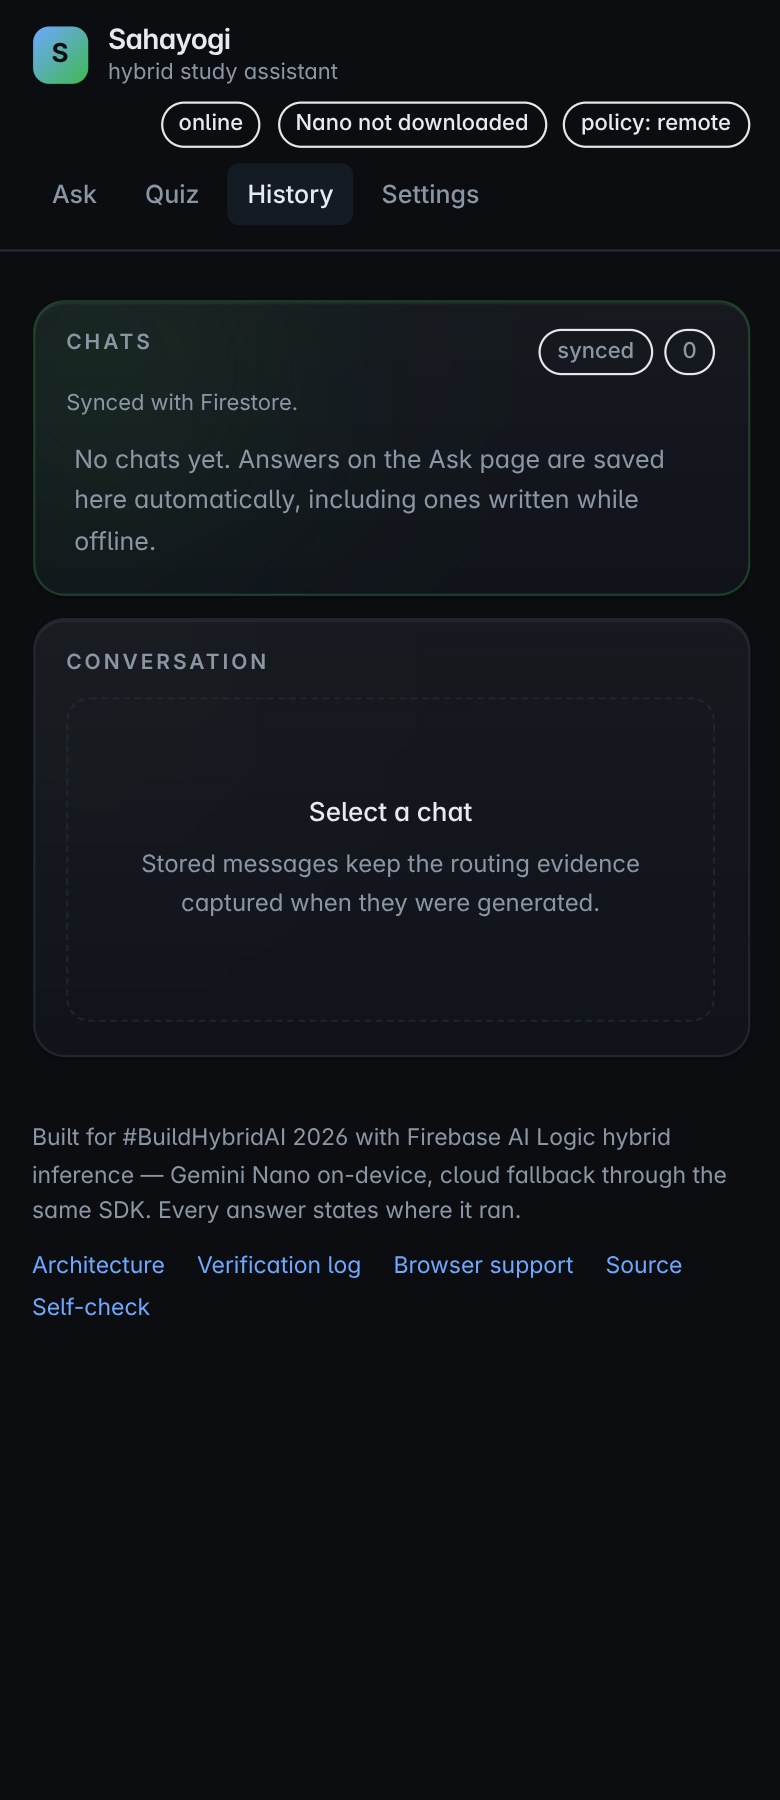 S
Sahayogi
hybrid study assistant
online
Nano not downloaded
policy: remote
Ask
Quiz
History
Settings
CHATS
synced
0
Synced with Firestore.
No chats yet. Answers on the Ask page are saved
here automatically, including ones written while
offline.
CONVERSATION
Select a chat
Stored messages keep the routing evidence
captured when they were generated.
Built for #BuildHybridAI 2026 with Firebase AI Logic hybrid
inference — Gemini Nano on-device, cloud fallback through the
same SDK. Every answer states where it ran.
Architecture
Verification log
Browser support
Source
Self-check